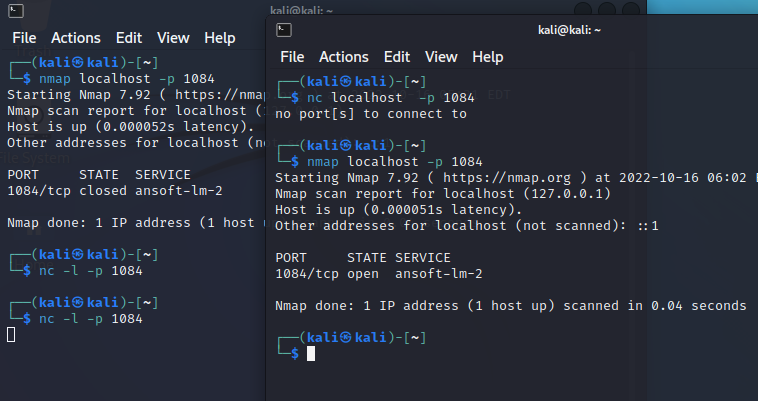 kali@kali: ~
File Actions Edit View Help
┌──(kali㉿kali)-[~]
└─$ nmap localhost -p 1084
Starting Nmap 7.92 ( https://nmap
Nmap scan report for localhost (
Host is up (0.000052s latency).
Other addresses for localhost (no
PORT STATE SERVICE
1084/tcp closed ansoft-lm-2
Nmap done: 1 IP address (1 host u
┌──(kali㉿kali)-[~]
└─$ nc -l -p 1084
┌──(kali㉿kali)-[~]
└─$ nc -l -p 1084
kali@kali: ~
File Actions Edit View Help
┌──(kali㉿kali)-[~]
└─$ nc localhost -p 1084
EDT
no port[s] to connect to
┌──(kali㉿kali)-[~]
└─$ nmap localhost -p 1084
Starting Nmap 7.92 ( https://nmap.org ) at 2022-10-16 06:02 E
Nmap scan report for localhost (127.0.0.1)
Host is up (0.000051s latency).
Other addresses for localhost (not scanned): ::1
PORT STATE SERVICE
1084/tcp open ansoft-lm-2
Nmap done: 1 IP address (1 host up) scanned in 0.04 seconds
┌──(kali㉿kali)-[~]
└─$
File System